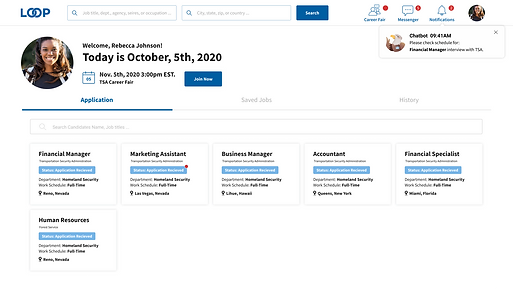 LOOP
Job title, dept., agency, series, or occupation ...
City, state, zip, or country, ...
Search
Career Fair
Messenger
Notifications
Chatbot 09:41AM
Please check schedule for:
Financial Manager interview with TSA.
Welcome, Rebecca Johnson!
Today is October, 5th, 2020
05
Nov. 5th, 2020 3:00pm EST.
TSA Career Fair
Join Now
Application
Saved Jobs
History
Search Candidates Name, Job titles ...
Financial Manager
Transportation Security Administration
Status: Application Recieved
Department: Homeland Security
Work Schedule: Full-Time
Reno, Nevada
Marketing Assistant
Transportation Security Administration
Status: Application Recieved
Department: Homeland Security
Work Schedule: Full-Time
Las Vegas, Nevada
Business Manager
Transportation Security Administration
Status: Application Recieved
Department: Homeland Security
Work Schedule: Full-Time
Lihue, Hawaii
Accountant
Transportation Security Administration
Status: Application Recieved
Department: Homeland Security
Work Schedule: Full-Time
Queens, New York
Financial Specialist
Transportation Security Administration
Status: Application Recieved
Department: Homeland Security
Work Schedule: Full-Time
Miami, Florida
Human Resources
Forest Service
Status: Application Recieved
Department: Homeland Security
Work Schedule: Full-Time
Reno, Nevada